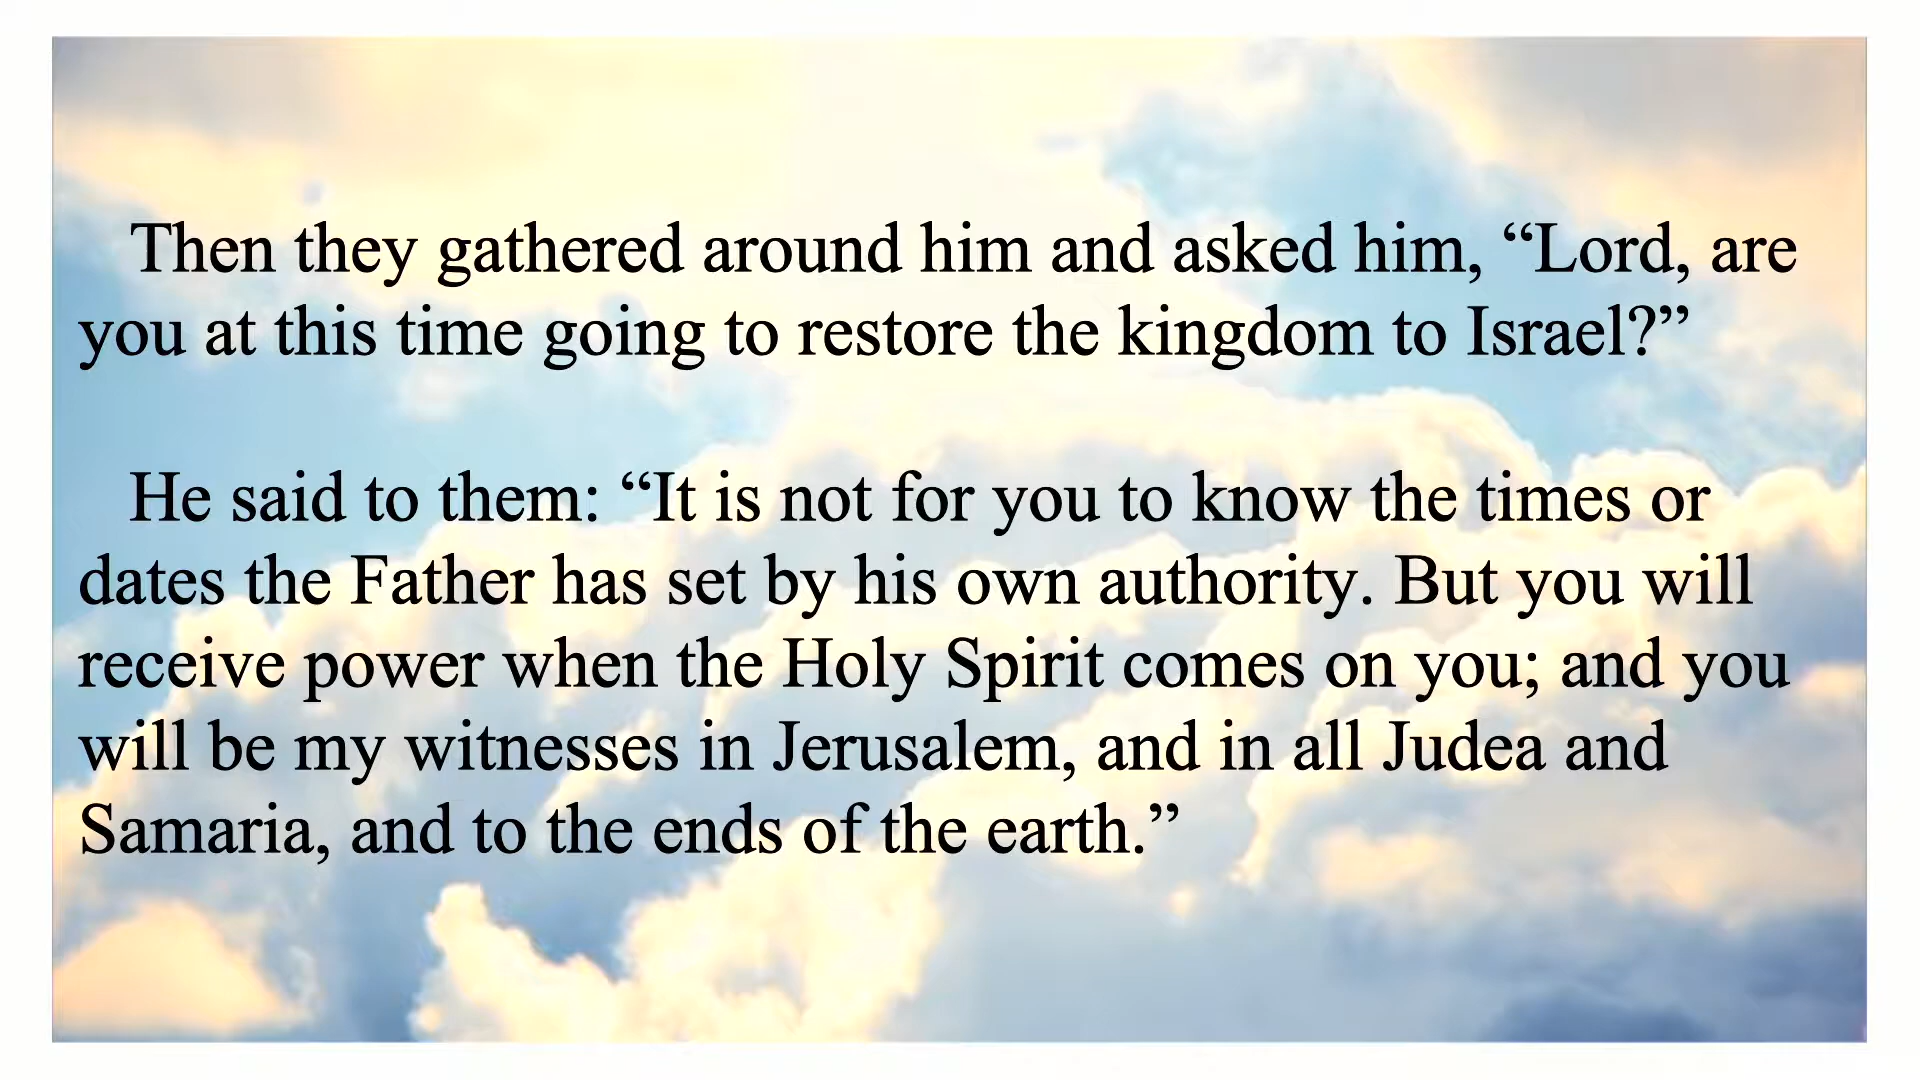 Then they gathered around him and asked him, “Lord, are
you at this time going to restore the kingdom to Israel?”
He said to them: “It is not for you to know the times or
dates the Father has set by his own authority. But you will
receive power when the Holy Spirit comes on you; and you
will be my witnesses in Jerusalem, and in all Judea and
Samaria, and to the ends of the earth.”